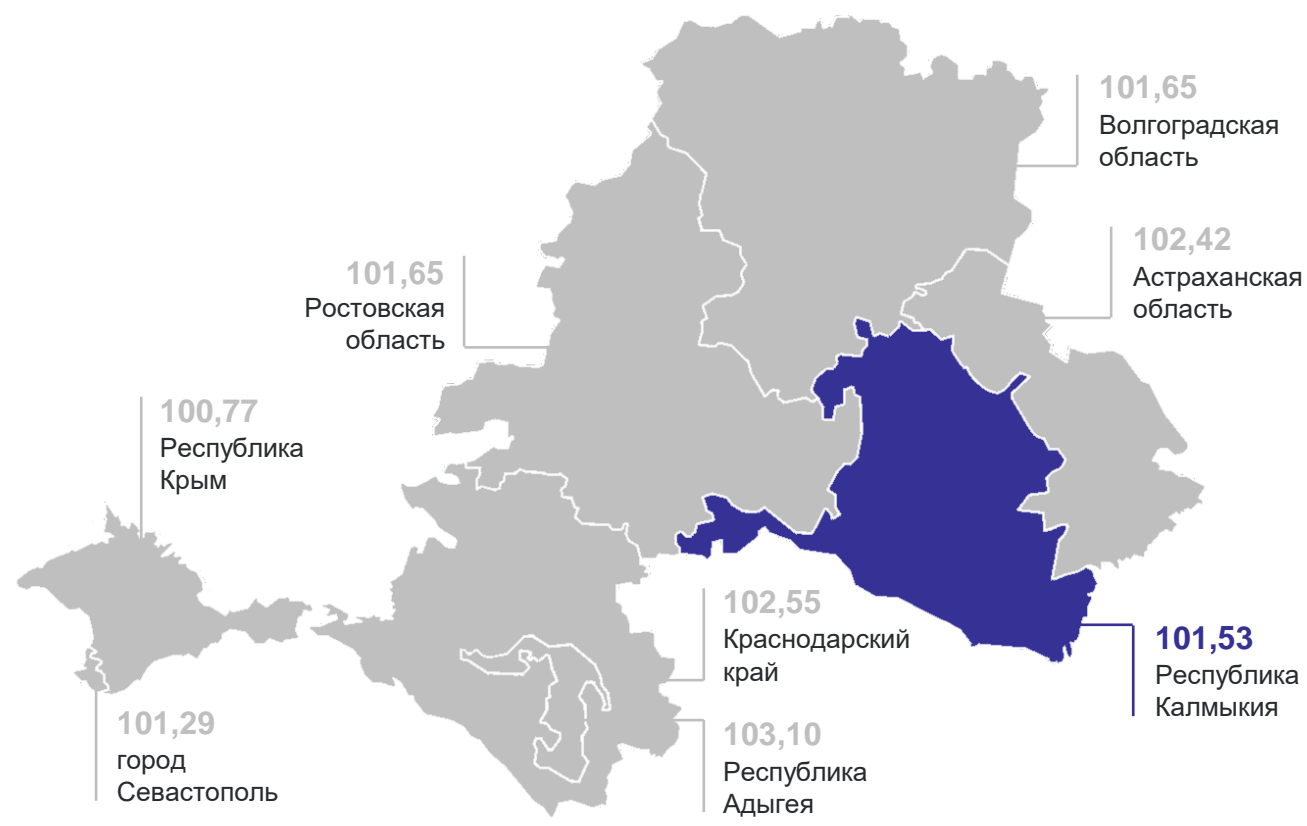 101,65
Волгоградская
область
102,42
Астраханская
область
101,65
Ростовская
область
100,77
Республика
Крым
102,55
Краснодарский
край
101,53
Республика
Калмыкия
101,29
город
Севастополь
103,10
Республика
Адыгея